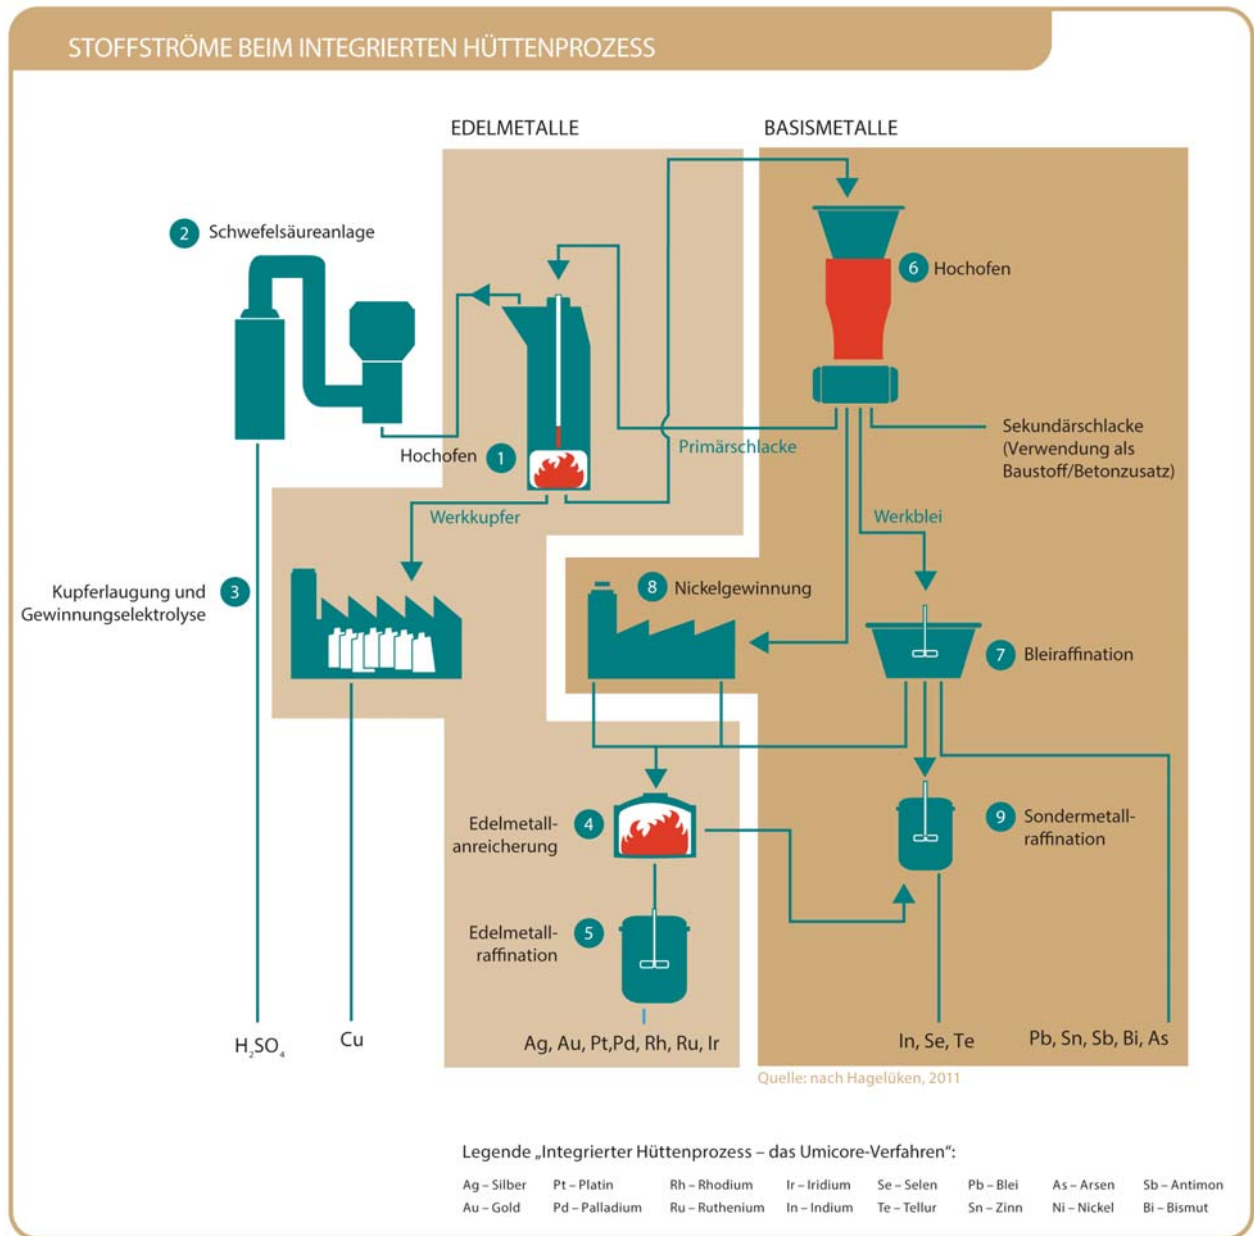 STOFFSTRÖME BEIM INTEGRIERTEN HÜTTENPROZESS
EDELMETALLE
BASISMETALLE
2 Schwefelsäureanlage
6 Hochofen
Hochofen 1
Primärschlacke
Sekundärschlacke
(Verwendung als
Baustoff/Betonzusatz)
Werkkupfer
Werkblei
Kupferlaugung und
Gewinnungselektrolyse
3
8 Nickelgewinnung
7 Bleiraffination
Edelmetall-
anreicherung
4
9 Sondermetall-
raffination
Edelmetall-
raffination
5
H₂SO₄
Cu
Ag, Au, Pt,Pd, Rh, Ru, Ir
In, Se, Te
Pb, Sn, Sb, Bi, As
Quelle: nach Hagelüken, 2011
Legende „Integrierter Hüttenprozess – das Umicore-Verfahren“:
Ag – Silber Pt – Platin Rh – Rhodium Ir – Iridium Se – Selen Pb – Blei As – Arsen Sb – Antimon
Au – Gold Pd – Palladium Ru – Ruthenium In – Indium Te – Tellur Sn – Zinn Ni – Nickel Bi – Bismut